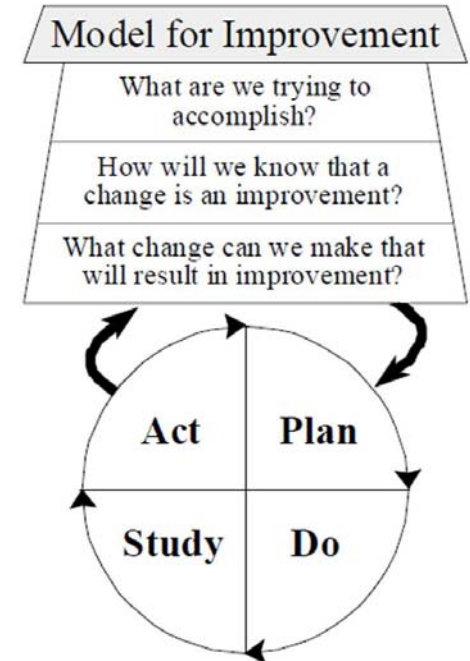 Model for Improvement
What are we trying to
accomplish?
How will we know that a
change is an improvement?
What change can we make that
will result in improvement?
Act
Plan
Study
Do